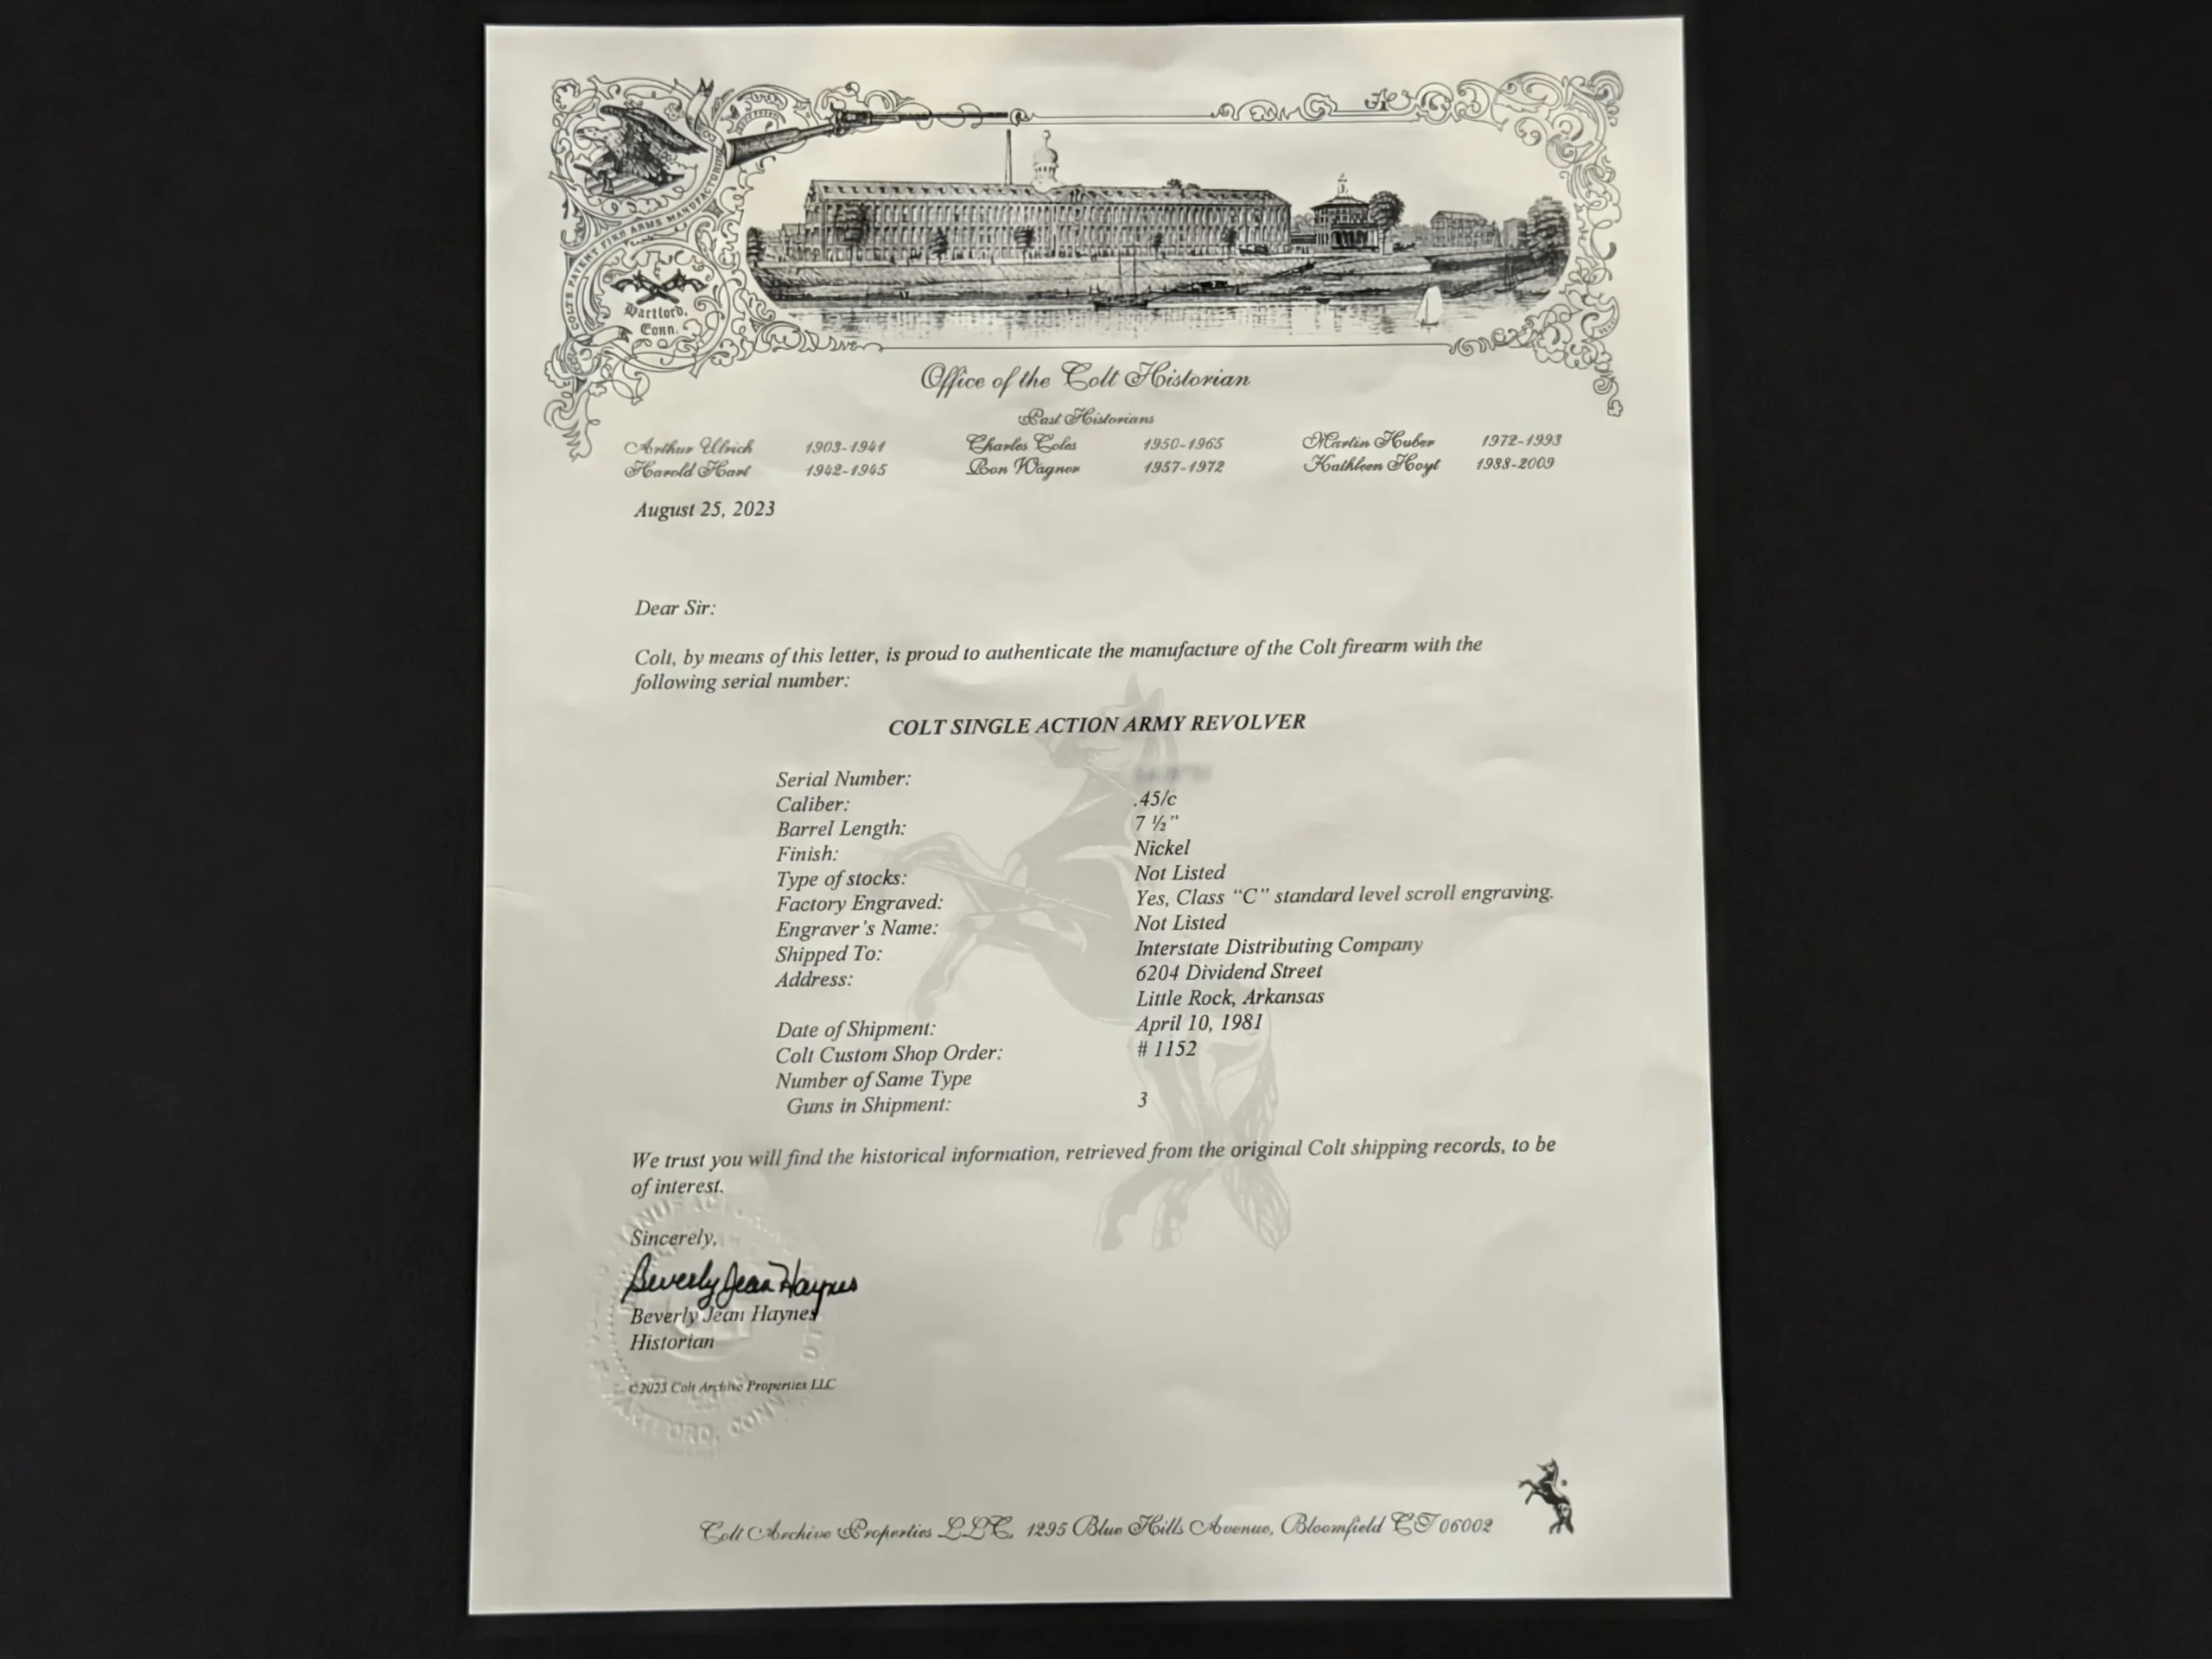 COLTS PATENT FIRE ARMS MANUFACTURING
Hartford,
Conn.
Office of the Colt Historian
Past Historians
Arthur Ulrich 1903-1941 Charles Coles 1950-1965 Martin Huber 1972-1993
Harold Hart 1942-1945 Ron Wagner 1957-1972 Kathleen Hoyt 1988-2009
August 25, 2023
Dear Sir:
Colt, by means of this letter, is proud to authenticate the manufacture of the Colt firearm with the
following serial number:
COLT SINGLE ACTION ARMY REVOLVER
Serial Number:
Caliber: .45/c
Barrel Length: 7 ½"
Finish: Nickel
Type of stocks: Not Listed
Factory Engraved: Yes, Class “C” standard level scroll engraving.
Engraver’s Name: Not Listed
Shipped To: Interstate Distributing Company
Address: 6204 Dividend Street
Little Rock, Arkansas
Date of Shipment: April 10, 1981
Colt Custom Shop Order: # 1152
Number of Same Type
Guns in Shipment: 3
We trust you will find the historical information, retrieved from the original Colt shipping records, to be
of interest.
Sincerely,
Beverly Jean Haynes
Beverly Jean Haynes
Historian
©2023 Colt Archive Properties LLC
HARTFORD, CONN.
Colt Archive Properties LLC, 1295 Blue Hills Avenue, Bloomfield CT 06002